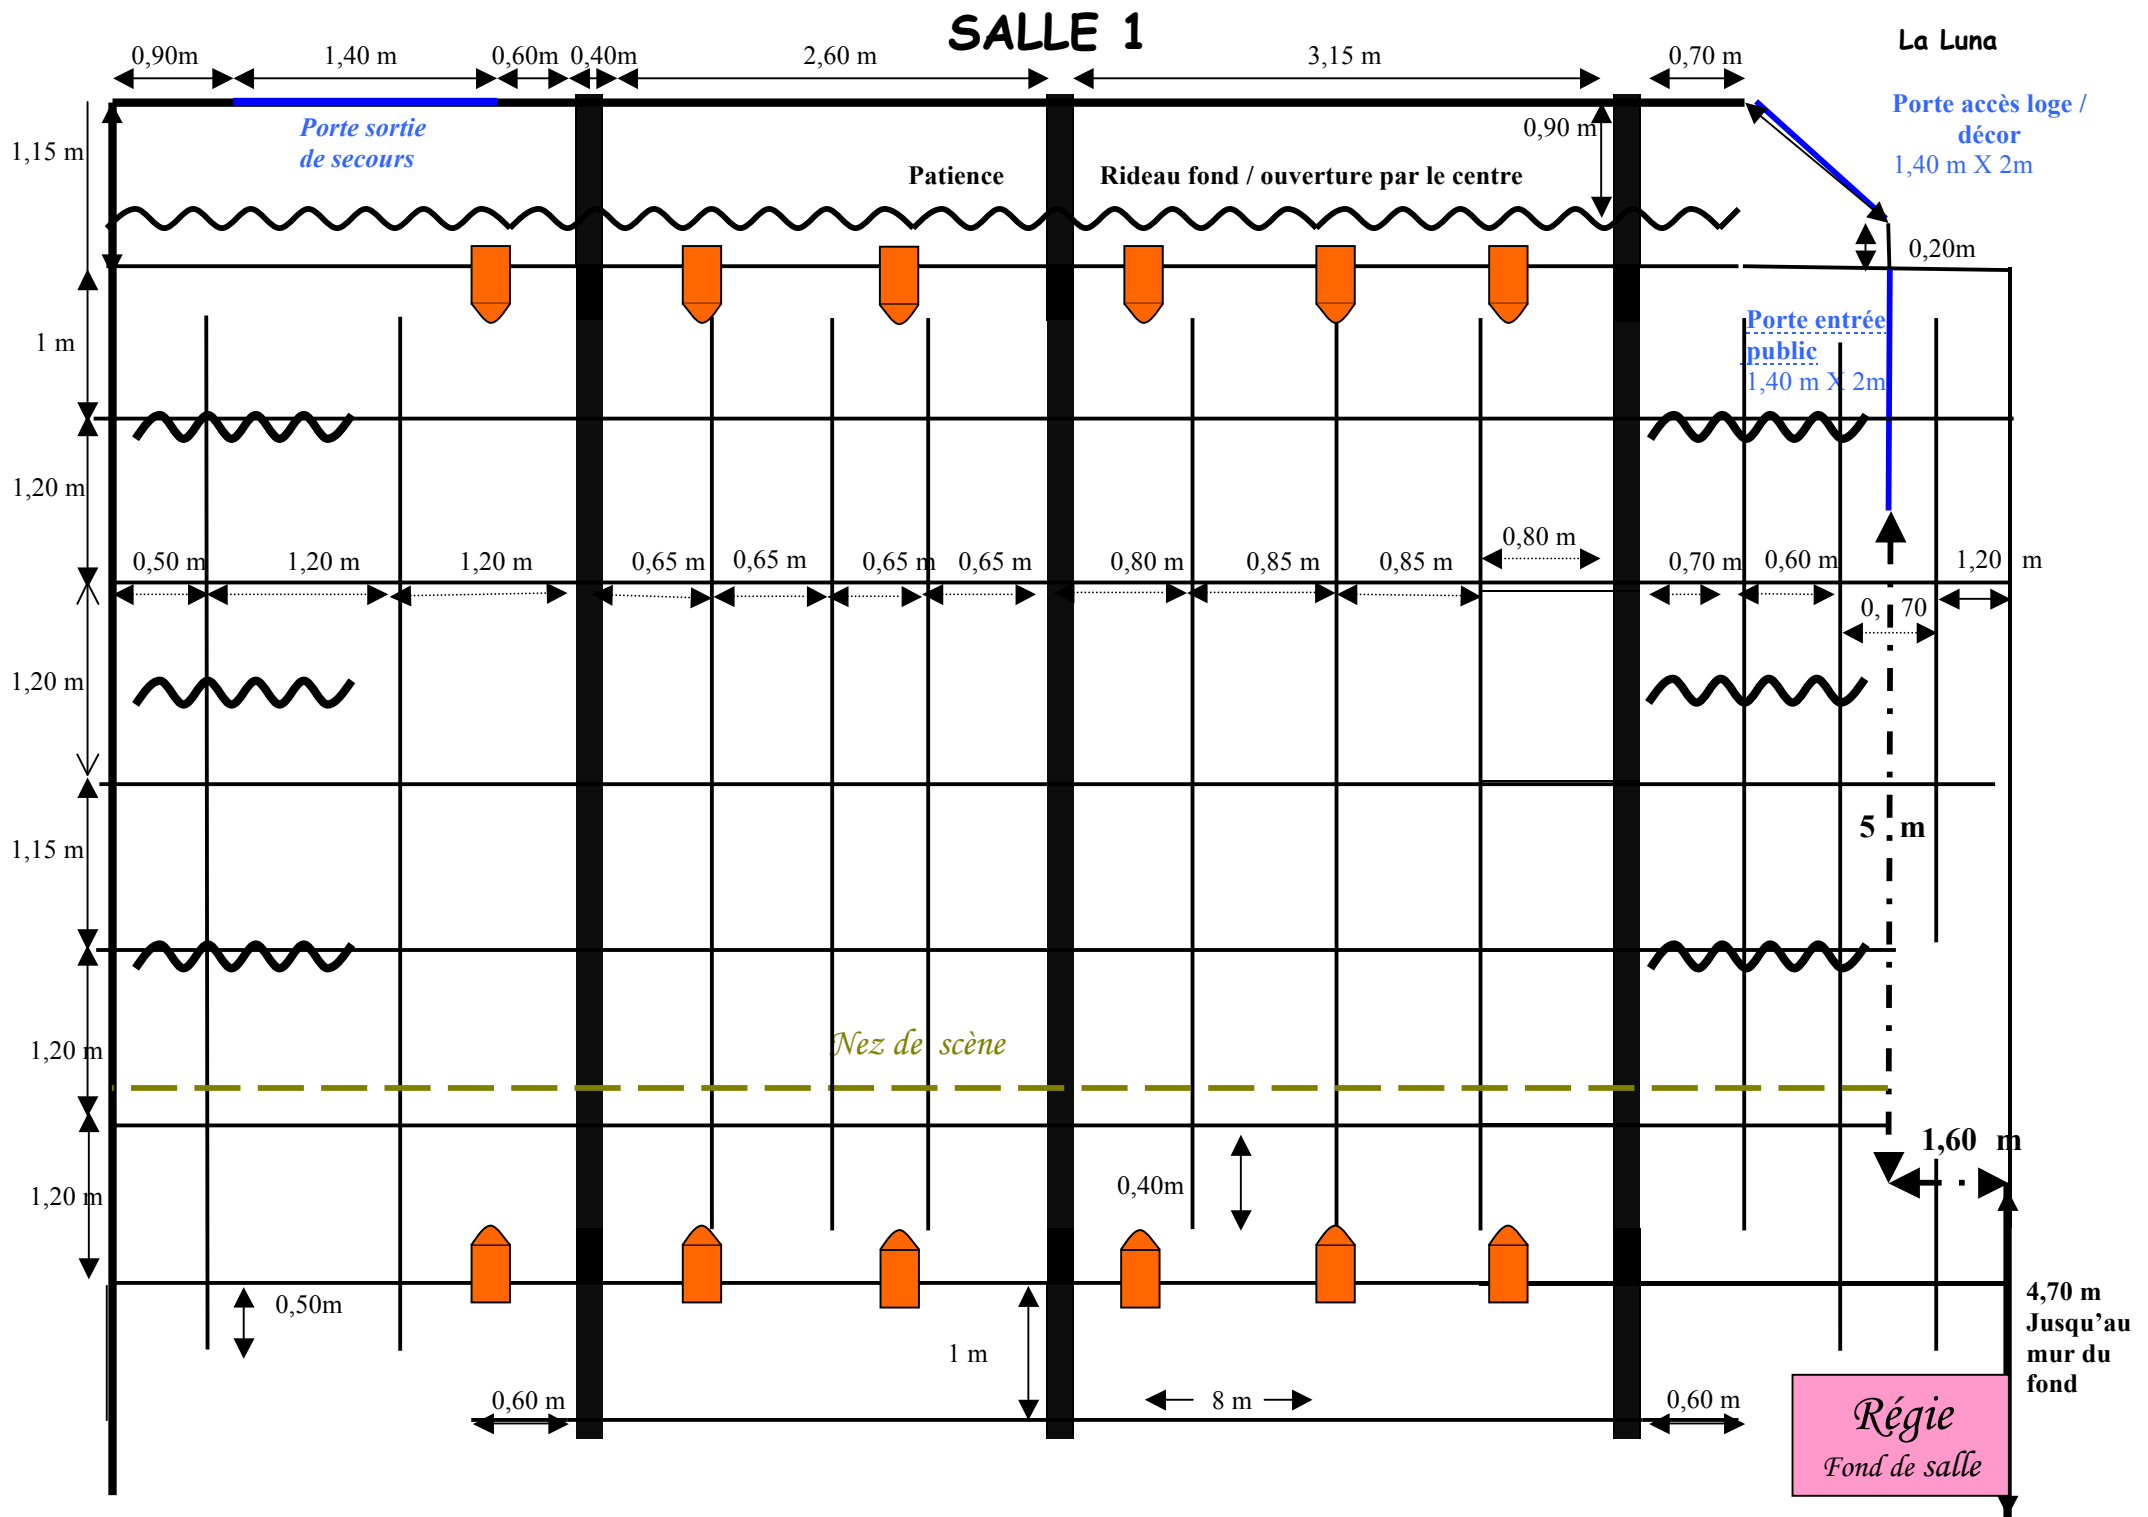 SALLE 1
La Luna
0,90m
1,40 m
0,60m
0,40m
2,60 m
3,15 m
0,70 m
Porte sortie
de secours
Porte accès loge /
décor
1,40 m X 2m
0,90 m
1,15 m
Patience
Rideau fond / ouverture par le centre
0,20m
Porte entrée
public
1,40 m X 2m
1 m
1,20 m
0,50 m
1,20 m
1,20 m
0,65 m
0,65 m
0,65 m
0,65 m
0,80 m
0,85 m
0,85 m
0,80 m
0,70 m
0,60 m
1,20 m
0, 70
1,20 m
5 m
1,15 m
Nez de scène
1,20 m
1,60 m
1,20 m
0,40m
0,50m
1 m
4,70 m
Jusqu’au
mur du
fond
0,60 m
8 m
0,60 m
Régie
Fond de salle